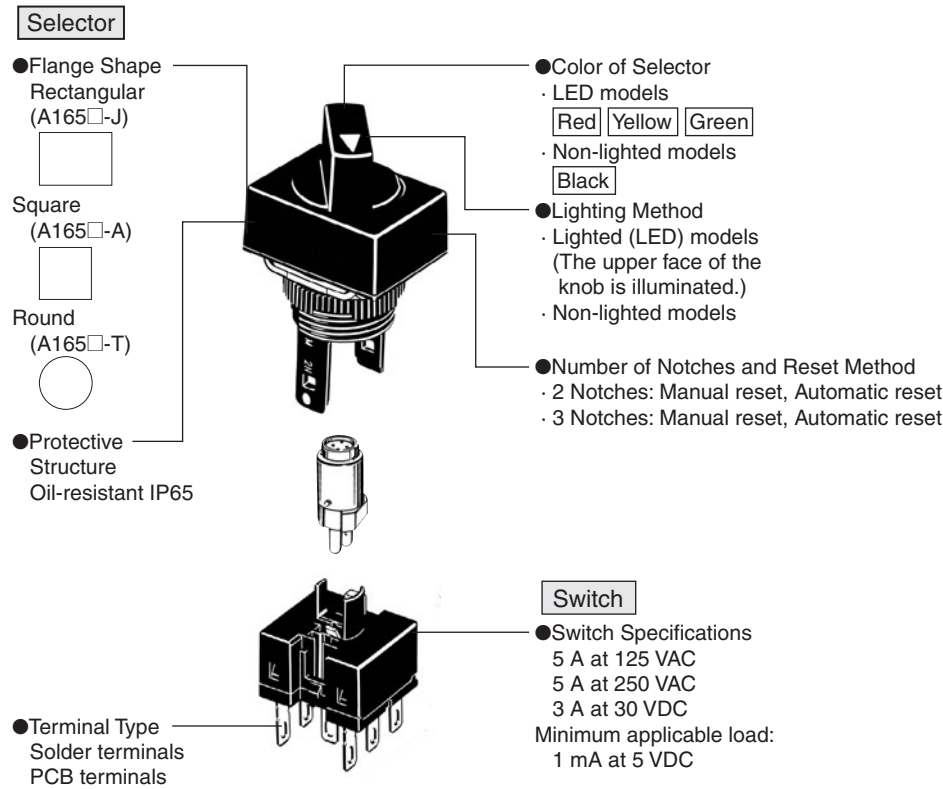 Selector
●Flange Shape
Rectangular
(A165□-J)
Square
(A165□-A)
Round
(A165□-T)
●Protective
Structure
Oil-resistant IP65
●Color of Selector
· LED models
Red Yellow Green
· Non-lighted models
Black
●Lighting Method
· Lighted (LED) models
(The upper face of the
knob is illuminated.)
· Non-lighted models
●Number of Notches and Reset Method
· 2 Notches: Manual reset, Automatic reset
· 3 Notches: Manual reset, Automatic reset
Switch
●Switch Specifications
5 A at 125 VAC
5 A at 250 VAC
3 A at 30 VDC
Minimum applicable load:
1 mA at 5 VDC
●Terminal Type
Solder terminals
PCB terminals